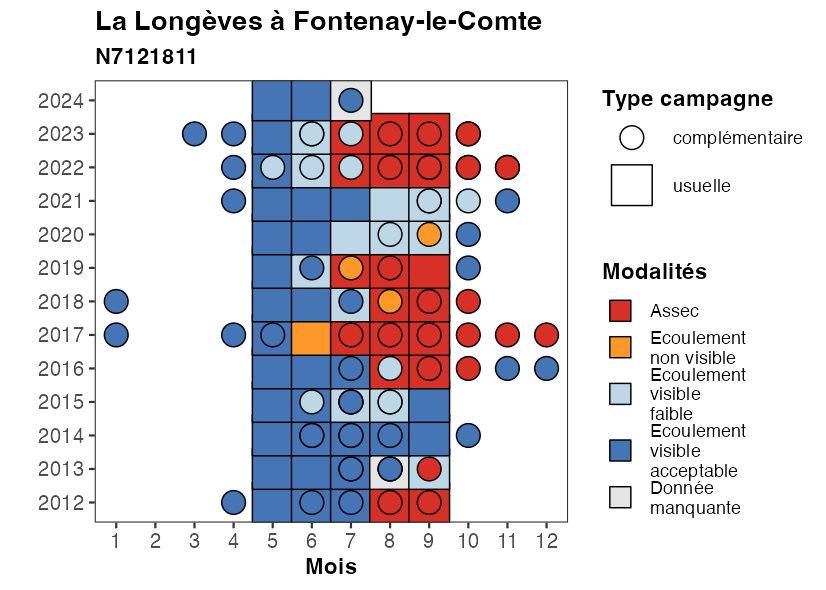 La Longèves à Fontenay-le-Comte
N7121811
2024
2023
2022
2021
2020
2019
2018
2017
2016
2015
2014
2013
2012
1 2 3 4 5 6 7 8 9 10 11 12
Mois
Type campagne
complémentaire
usuelle
Modalités
Assec
Ecoulement
non visible
Ecoulement
visible
faible
Ecoulement
visible
acceptable
Donnée
manquante